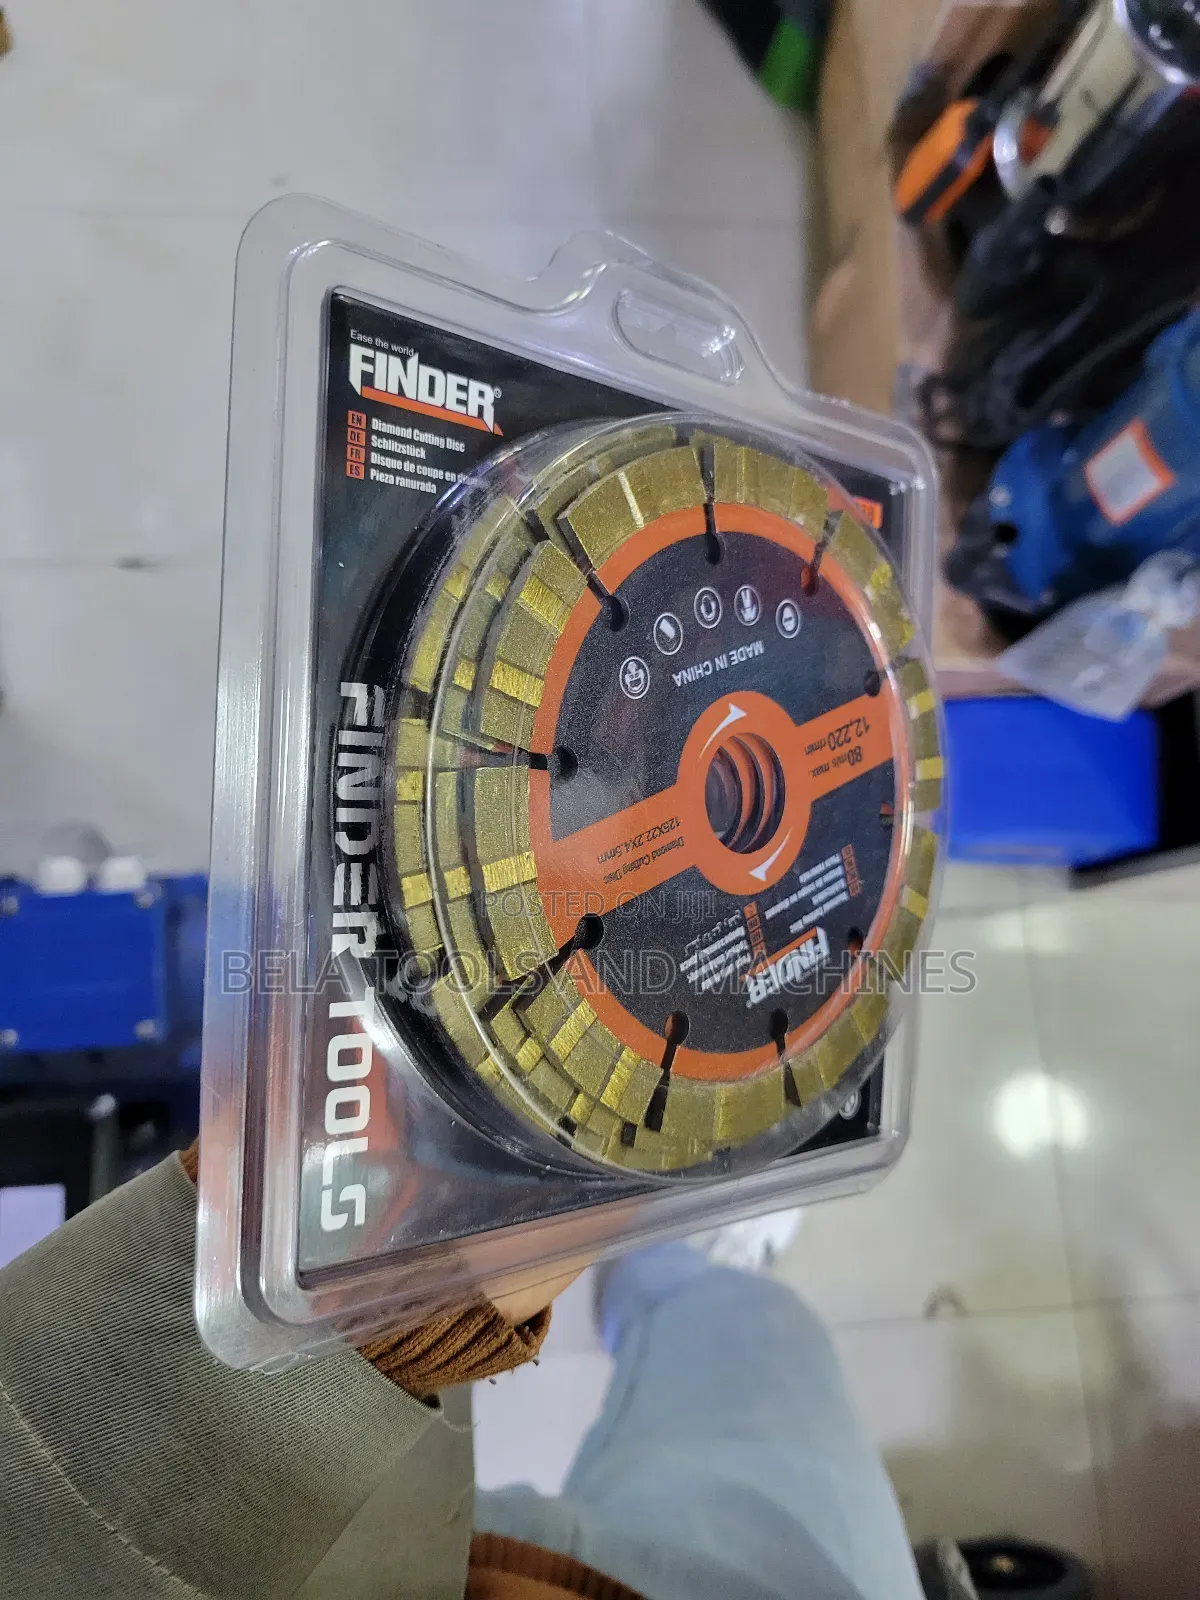 Ease the world
FINDER®
EN Diamond Cutting Disc
DE Schlitzstück
FR Disque de coupe en
ES Pieza ranurada
FINDER TOOLS
MADE IN CHINA
80m/s max.
12,220 r/min
Diamond Cutting Disc
125X22.2X4.5mm
FINDER®
POSTED ON JIJI
BELA TOOLS AND MACHINES